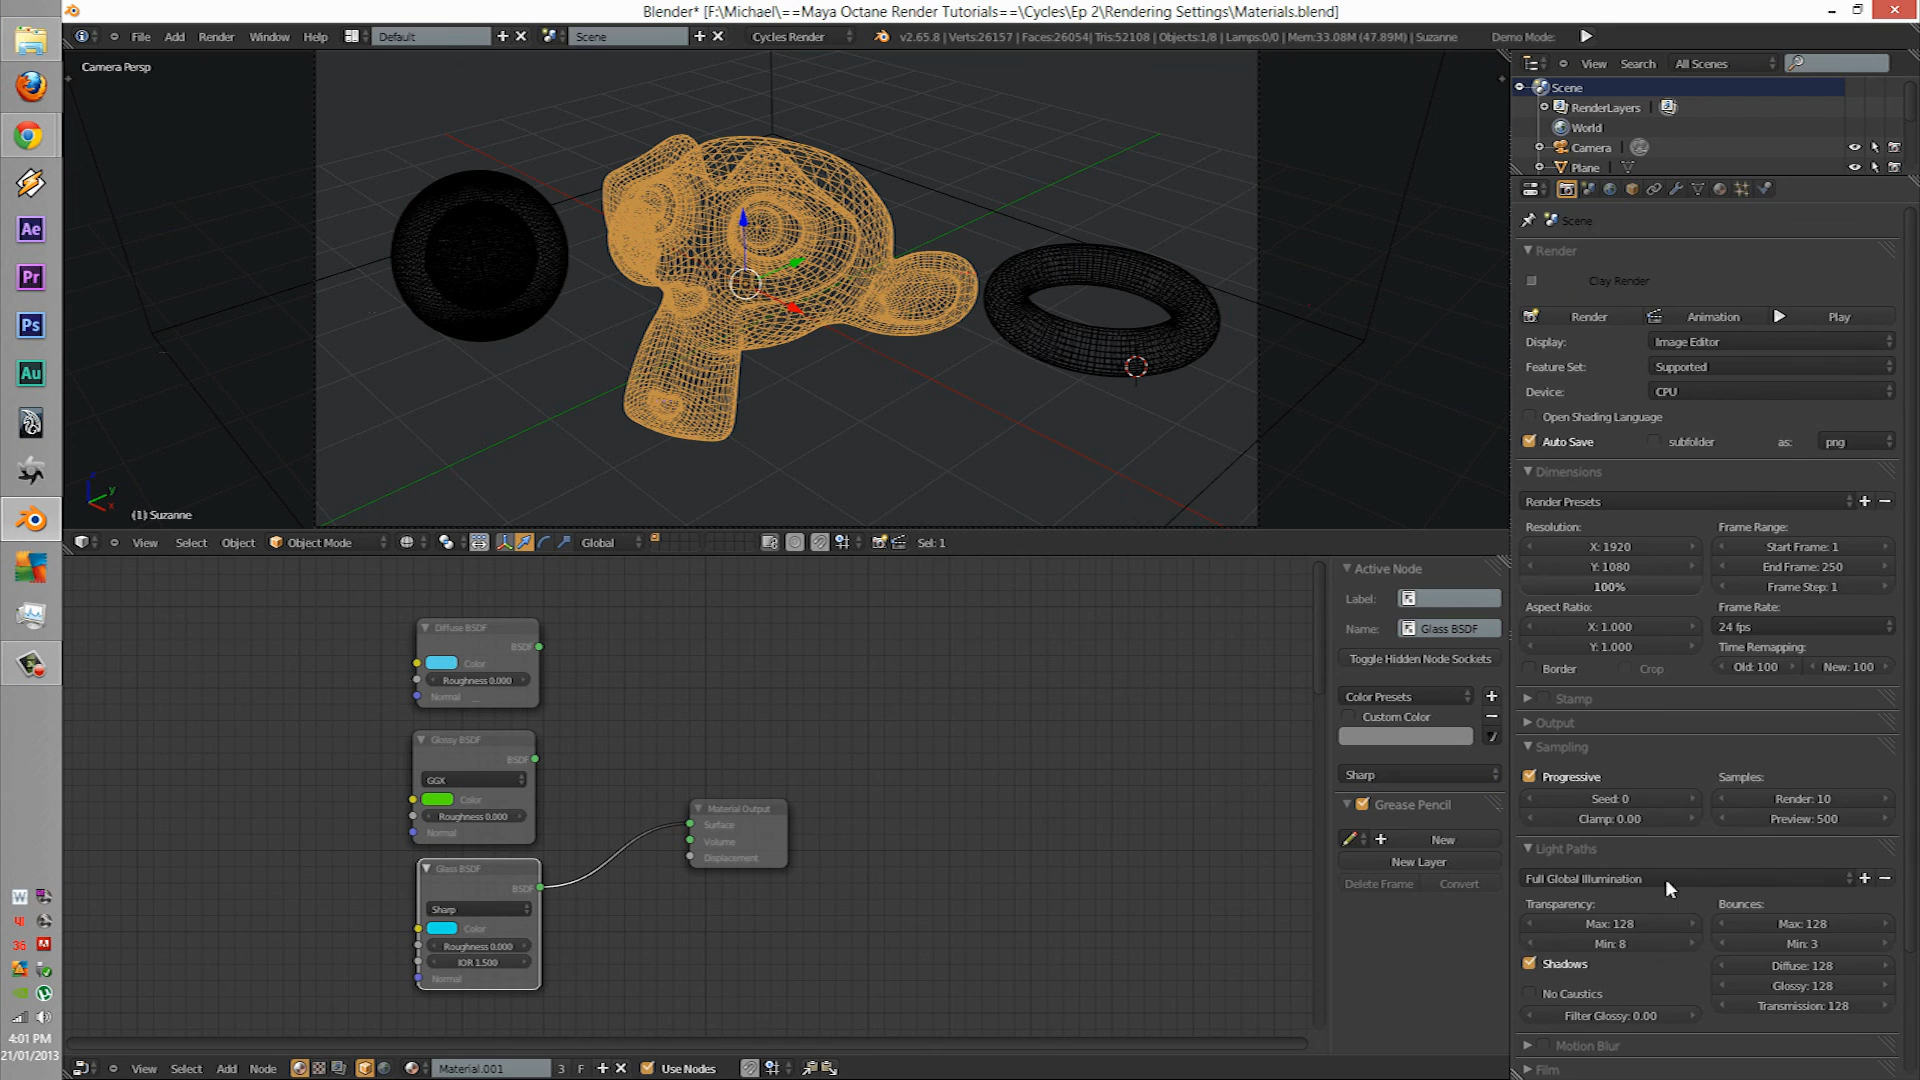 Blender* [F:\Michael\==Maya Octane Render Tutorials==\Cycles\Ep 2\Rendering Settings\Materials.blend]
File Add Render Window Help Default Scene Cycles Render v2.65.8 | Verts:26157 | Faces:26054| Tris:52108 | Objects:1/8 | Lamps:0/0 | Mem:33.08M (47.89M) | Suzanne Demo Mode:
Camera Persp
(1) Suzanne
View Select Object Object Mode Global Sel: 1
Diffuse BSDF
BSDF
Color
Roughness 0.000
Normal
Glossy BSDF
BSDF
GGX
Color
Roughness 0.000
Normal
Glass BSDF
BSDF
Sharp
Color
Roughness 0.000
IOR 1.500
Normal
Material Output
Surface
Volume
Displacement
Active Node
Label:
Name: Glass BSDF
Toggle Hidden Node Sockets
Color Presets
Custom Color
Sharp
Grease Pencil
New
New Layer
Delete Frame Convert
View Select Add Node Material.001 3 F Use Nodes
View Search All Scenes
Scene
RenderLayers
World
Camera
Plane
Scene
Render
Clay Render
Render Animation Play
Display: Image Editor
Feature Set: Supported
Device: CPU
Open Shading Language
Auto Save subfolder as: png
Dimensions
Render Presets
Resolution: Frame Range:
X: 1920 Start Frame: 1
Y: 1080 End Frame: 250
100% Frame Step: 1
Aspect Ratio: Frame Rate:
X: 1.000 24 fps
Y: 1.000 Time Remapping:
Border Crop Old: 100 New: 100
Stamp
Output
Sampling
Progressive Samples:
Seed: 0 Render: 10
Clamp: 0.00 Preview: 500
Light Paths
Full Global Illumination
Transparency: Bounces:
Max: 128 Max: 128
Min: 8 Min: 3
Shadows Diffuse: 128
No Caustics Glossy: 128
Filter Glossy: 0.00 Transmission: 128
Motion Blur
Film
Ae
Pr
Ps
Au
W
36
4:01 PM
21/01/2013